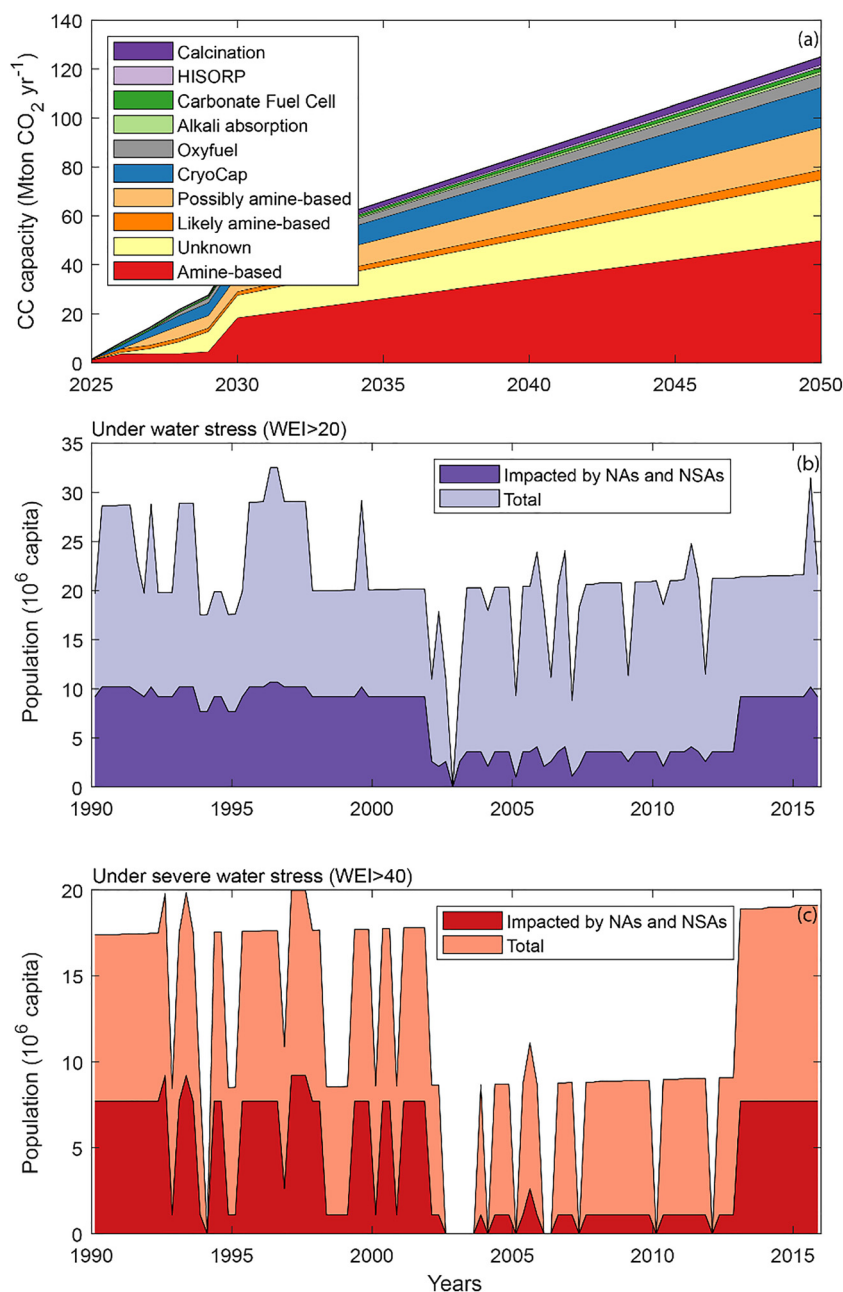 140
120
100
80
60
40
20
0
CC capacity (Mton CO2 yr-1)
(a)
Calcination
HISORP
Carbonate Fuel Cell
Alkali absorption
Oxyfuel
CryoCap
Possibly amine-based
Likely amine-based
Unknown
Amine-based
2025 2030 2035 2040 2045 2050
Under water stress (WEI>20)
35
30
25
20
15
10
5
0
Population (10^6 capita)
(b)
Impacted by NAs and NSAs
Total
1990 1995 2000 2005 2010 2015
Under severe water stress (WEI>40)
20
15
10
5
0
Population (10^6 capita)
(c)
Impacted by NAs and NSAs
Total
1990 1995 2000 2005 2010 2015
Years